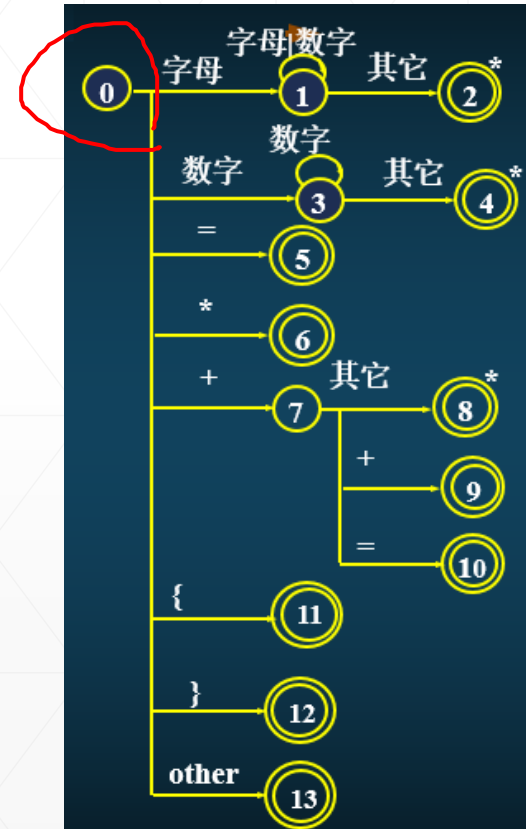 字母|数字
0 字母 1 其它 2 *
数字
数字 3 其它 4 *
= 5
* 6
+ 7 其它 8 *
+ 9
= 10
{ 11
} 12
other 13